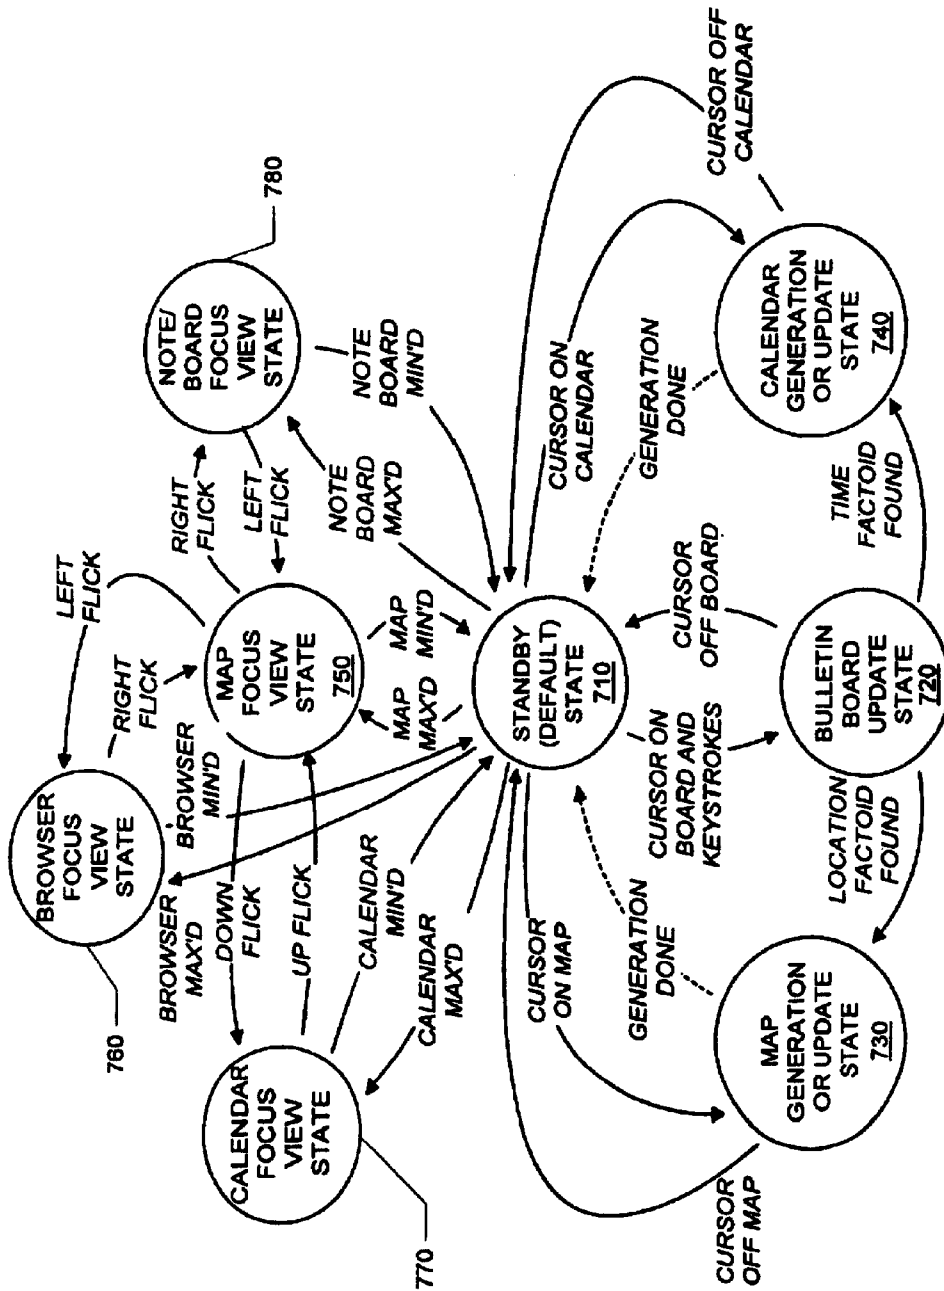 BROWSER
FOCUS
VIEW
STATE
760
LEFT
FLICK
RIGHT
FLICK
NOTE/
BOARD
FOCUS
VIEW
STATE
780
RIGHT
FLICK
LEFT
FLICK
CALENDAR
FOCUS
VIEW
STATE
770
MAP
FOCUS
VIEW
STATE
750
BROWSER
MIN'D
BROWSER
MAX'D
DOWN
FLICK
UP FLICK
CALENDAR
MIN'D
CALENDAR
MAX'D
MAP
MAX'D
MAP
MIN'D
NOTE
BOARD
MAX'D
NOTE
BOARD
MIN'D
STANDBY
(DEFAULT)
STATE
710
CURSOR
ON MAP
CURSOR
OFF MAP
GENERATION
DONE
CURSOR ON
BOARD AND
KEYSTROKES
CURSOR
OFF BOARD
GENERATION
DONE
CURSOR ON
CALENDAR
CURSOR OFF
CALENDAR
MAP
GENERATION
OR UPDATE
STATE
730
LOCATION
FACTOID
FOUND
BULLETIN
BOARD
UPDATE
STATE
720
TIME
FACTOID
FOUND
CALENDAR
GENERATION
OR UPDATE
STATE
740